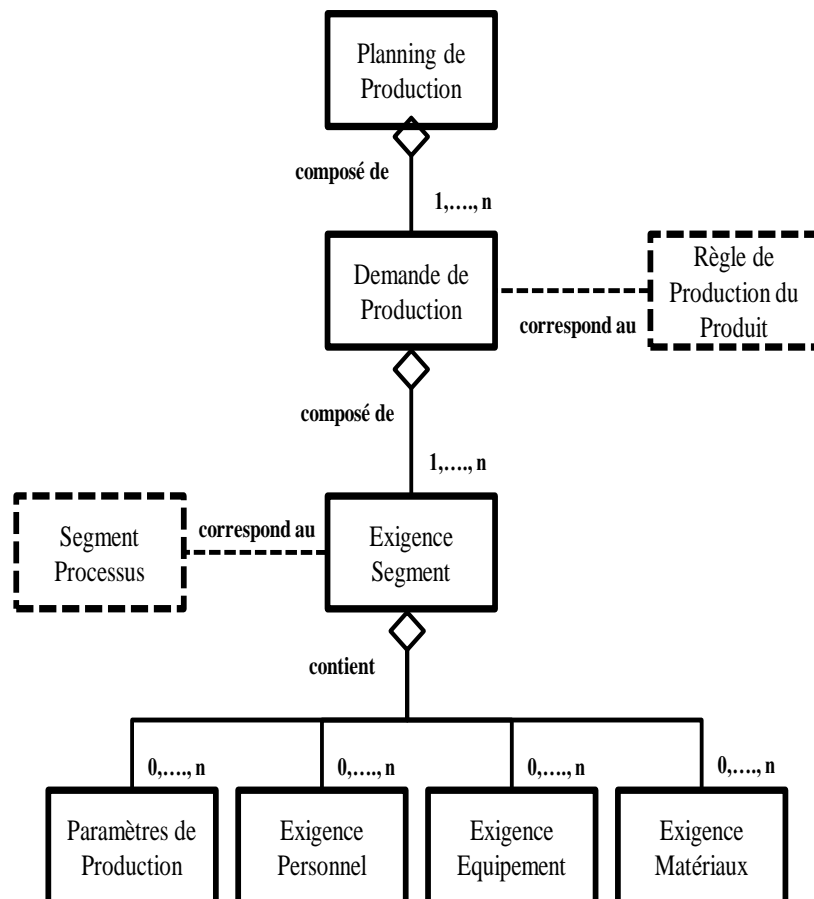 Planning de
Production
composé de
1,...., n
Demande de
Production
correspond au
Règle de
Production du
Produit
composé de
1,...., n
Segment
Processus
correspond au
Exigence
Segment
contient
0,...., n
0,...., n
0,...., n
0,...., n
Paramètres de
Production
Exigence
Personnel
Exigence
Equipement
Exigence
Matériaux